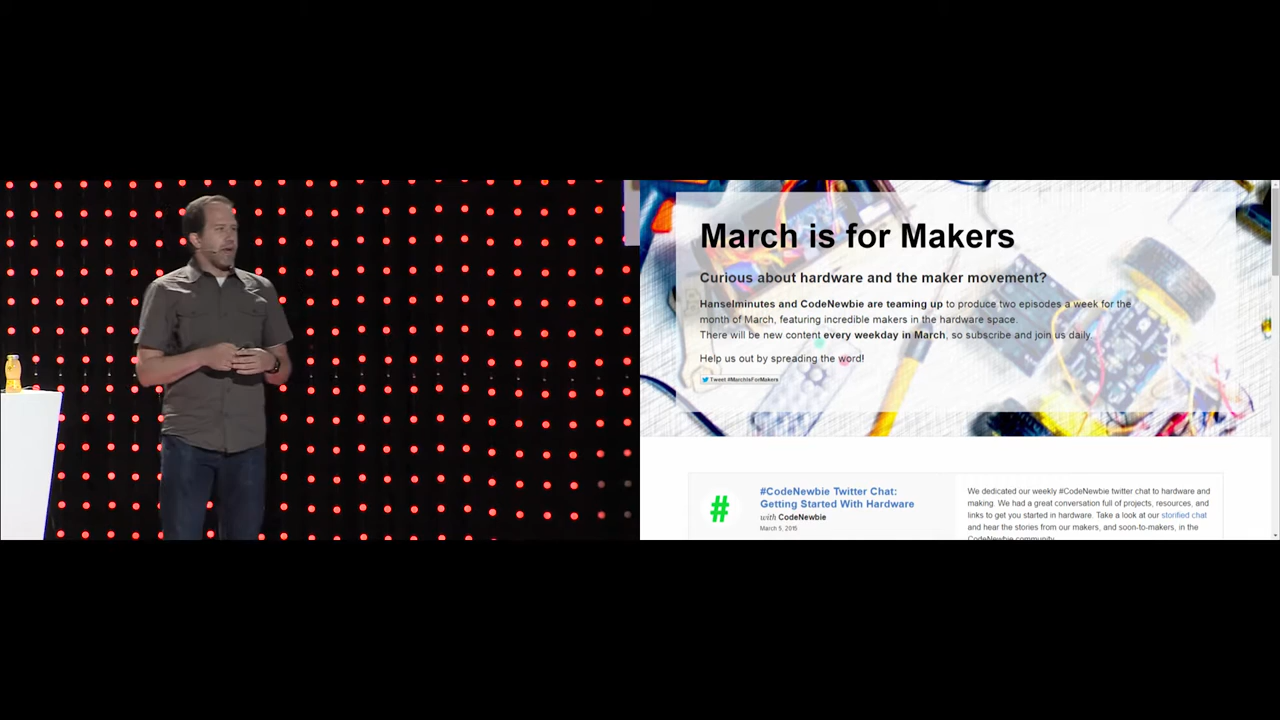 March is for Makers
Curious about hardware and the maker movement?
Hanselminutes and CodeNewbie are teaming up to produce two episodes a week for the
month of March, featuring incredible makers in the hardware space.
There will be new content every weekday in March, so subscribe and join us daily.
Help us out by spreading the word!
Tweet #MarchIsForMakers
#
#CodeNewbie Twitter Chat:
Getting Started With Hardware
with CodeNewbie
March 5, 2015
We dedicated our weekly #CodeNewbie twitter chat to hardware and
making. We had a great conversation full of projects, resources, and
links to get you started in hardware. Take a look at our storified chat
and hear the stories from our makers, and soon-to-makers, in the
CodeNewbie community.